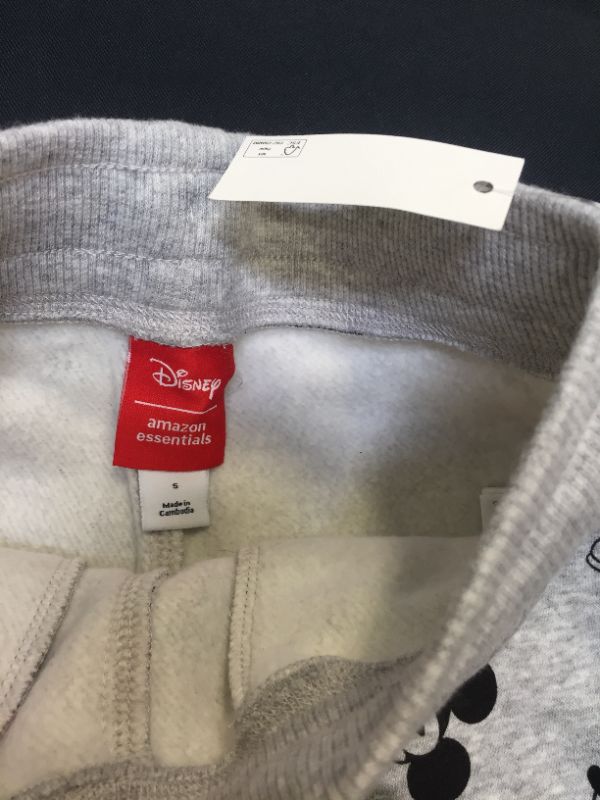 Disney
amazon
essentials
S
Made in
Cambodia